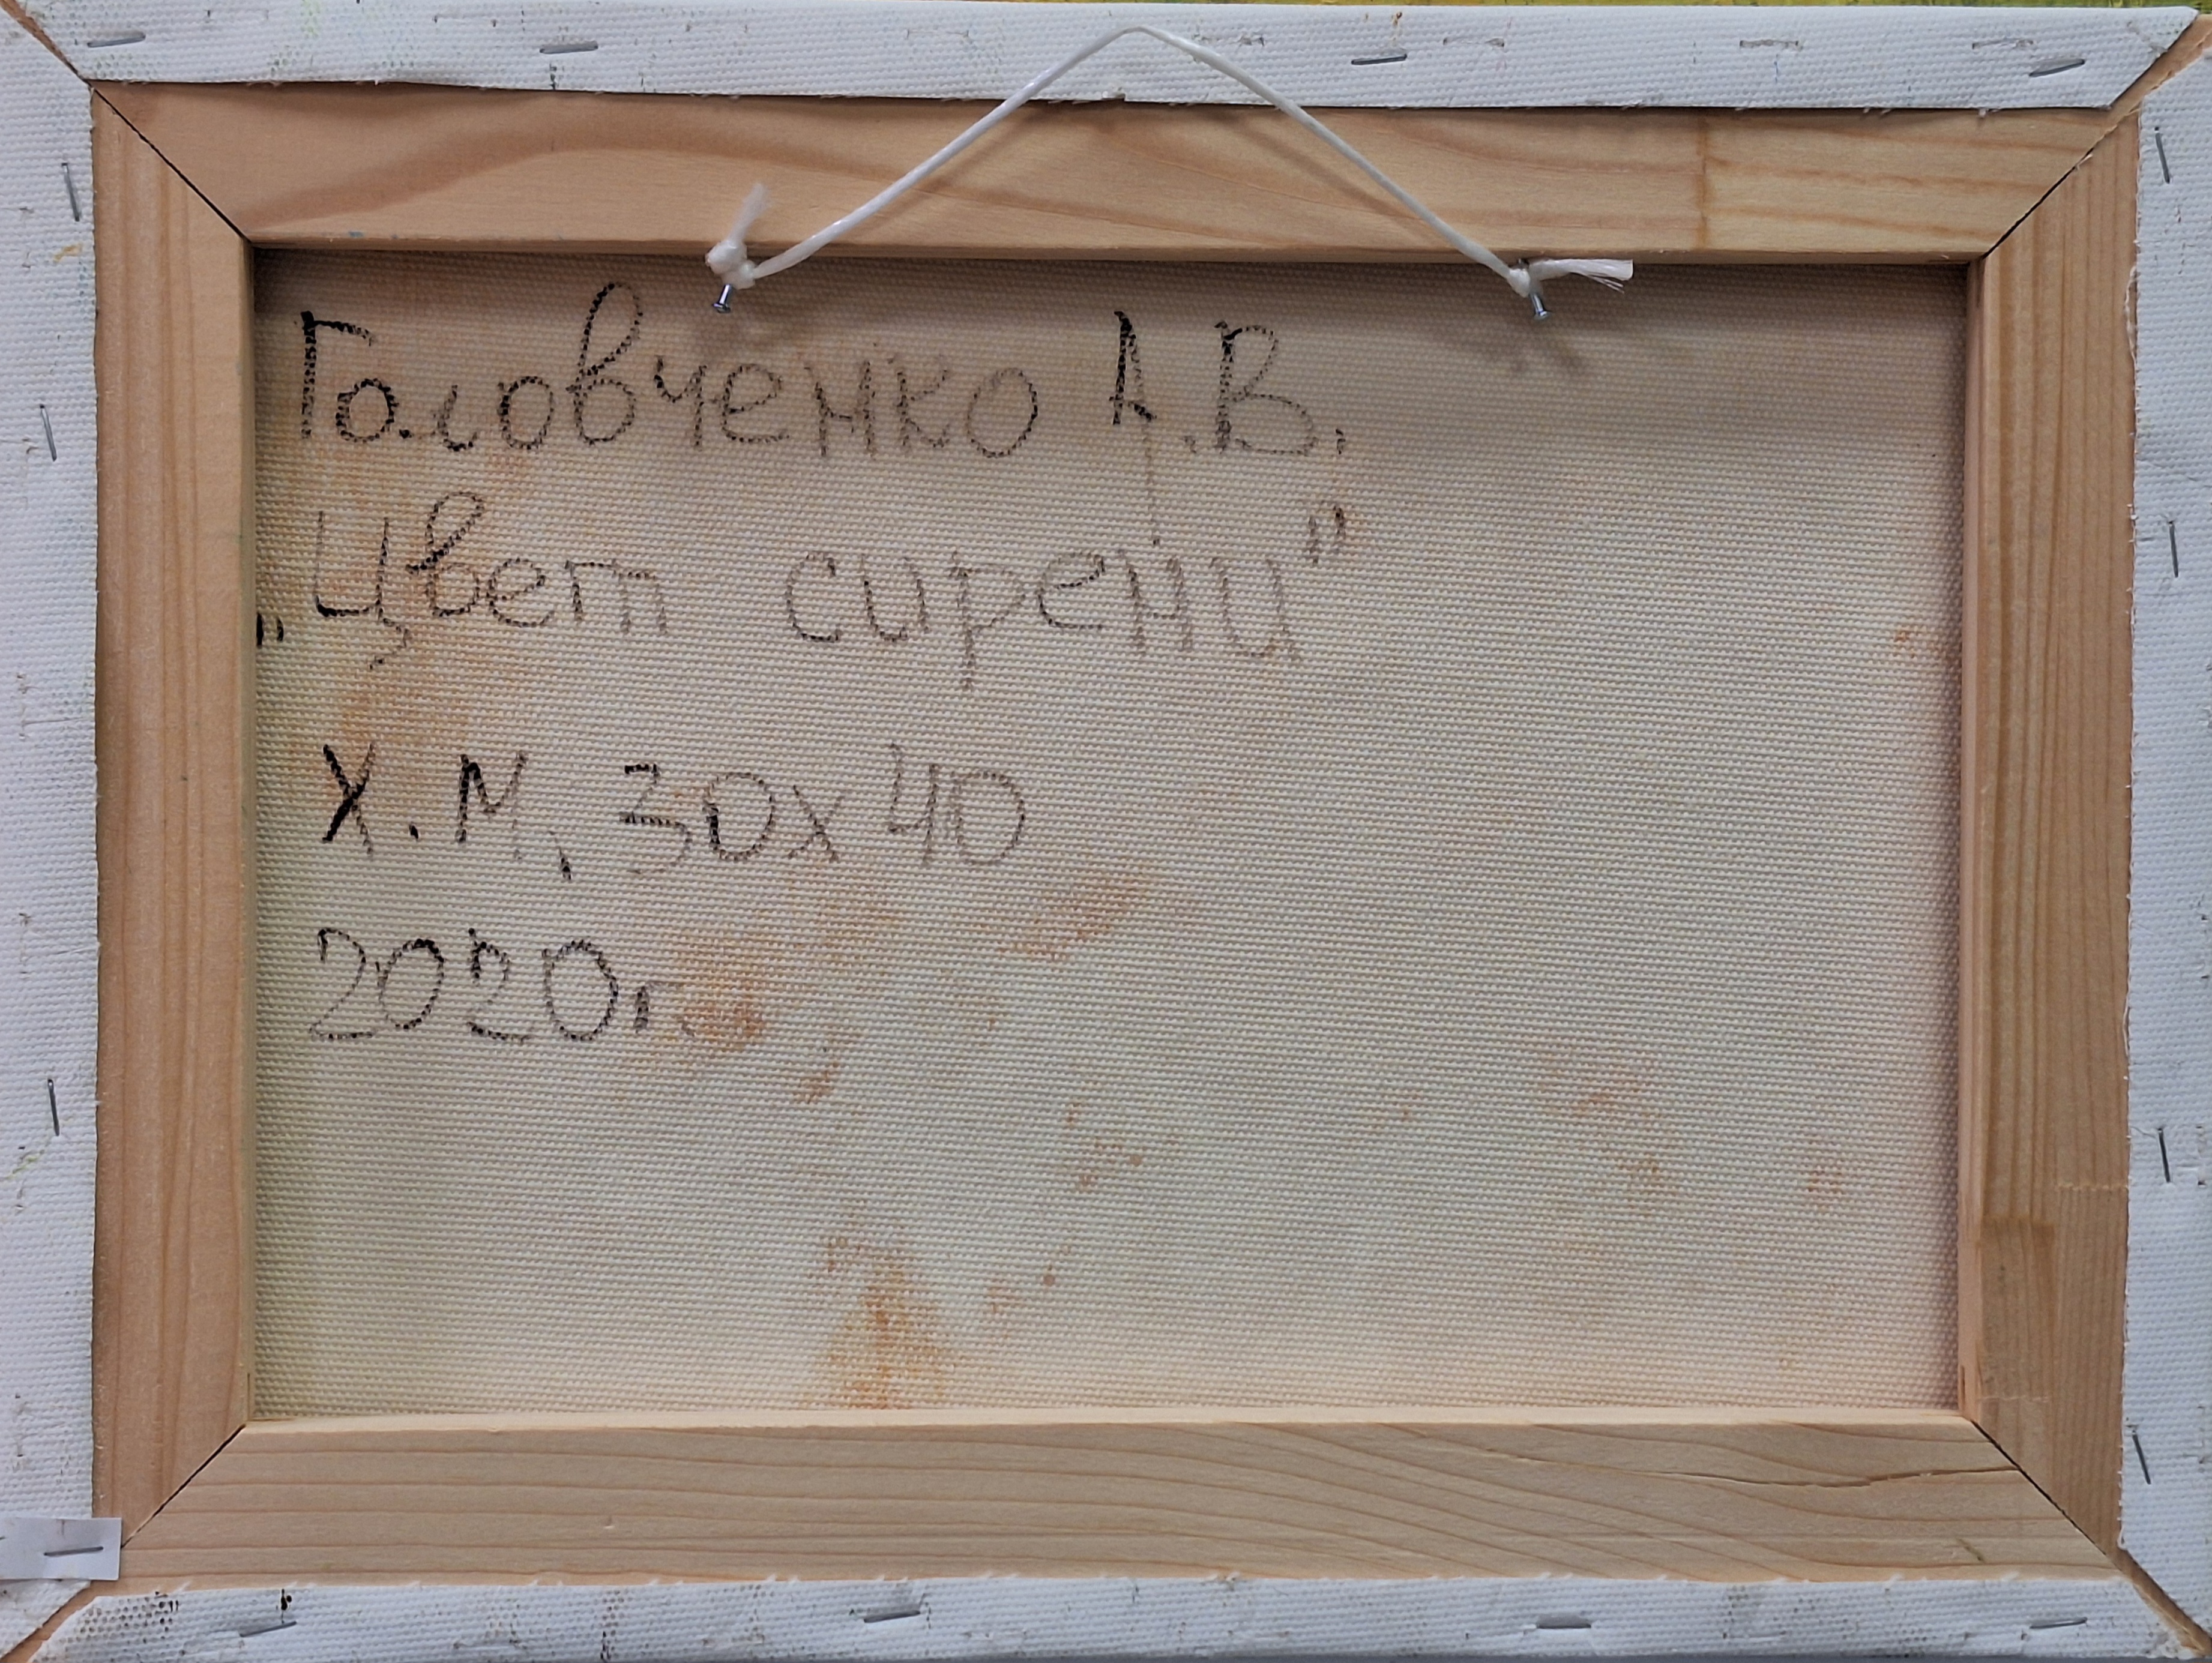 Головченко А.В.
„Цвет сирени”
Х.М, 30х40
2020г.